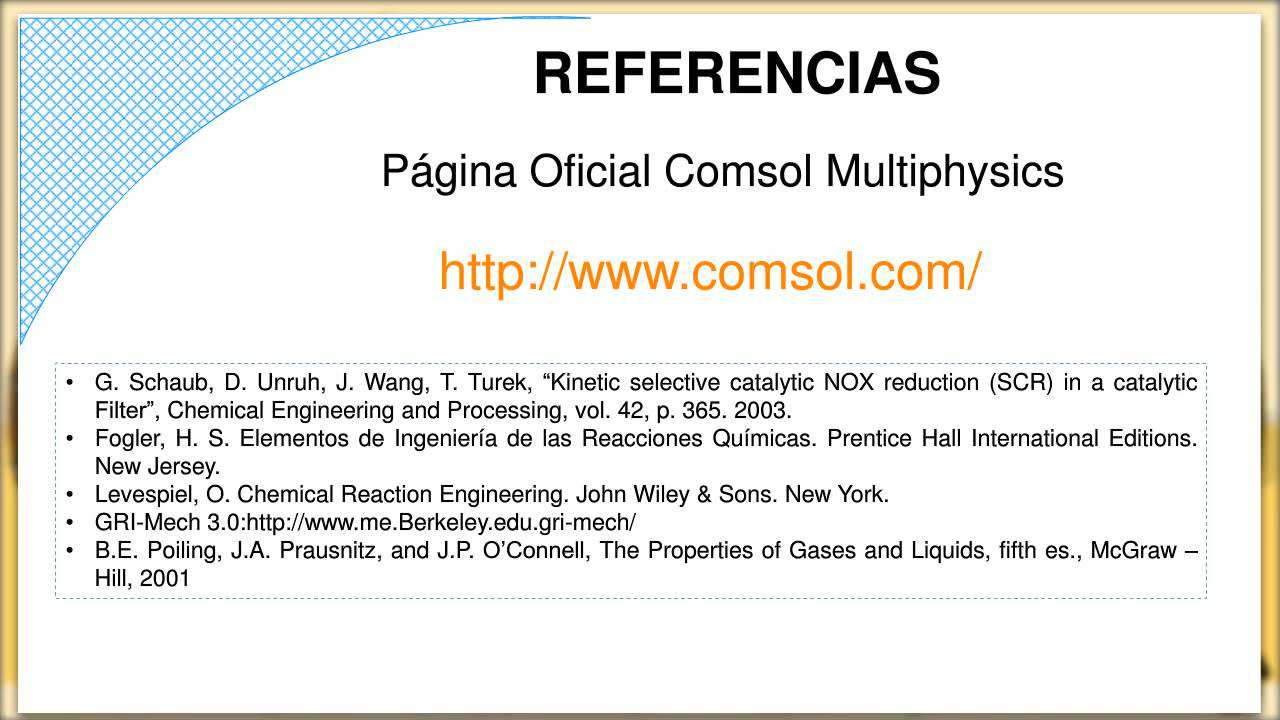 REFERENCIAS
Página Oficial Comsol Multiphysics
http://www.comsol.com/
• G. Schaub, D. Unruh, J. Wang, T. Turek, “Kinetic selective catalytic NOX reduction (SCR) in a catalytic
Filter”, Chemical Engineering and Processing, vol. 42, p. 365. 2003.
• Fogler, H. S. Elementos de Ingeniería de las Reacciones Químicas. Prentice Hall International Editions.
New Jersey.
• Levespiel, O. Chemical Reaction Engineering. John Wiley & Sons. New York.
• GRI-Mech 3.0:http://www.me.Berkeley.edu.gri-mech/
• B.E. Poiling, J.A. Prausnitz, and J.P. O’Connell, The Properties of Gases and Liquids, fifth es., McGraw –
Hill, 2001